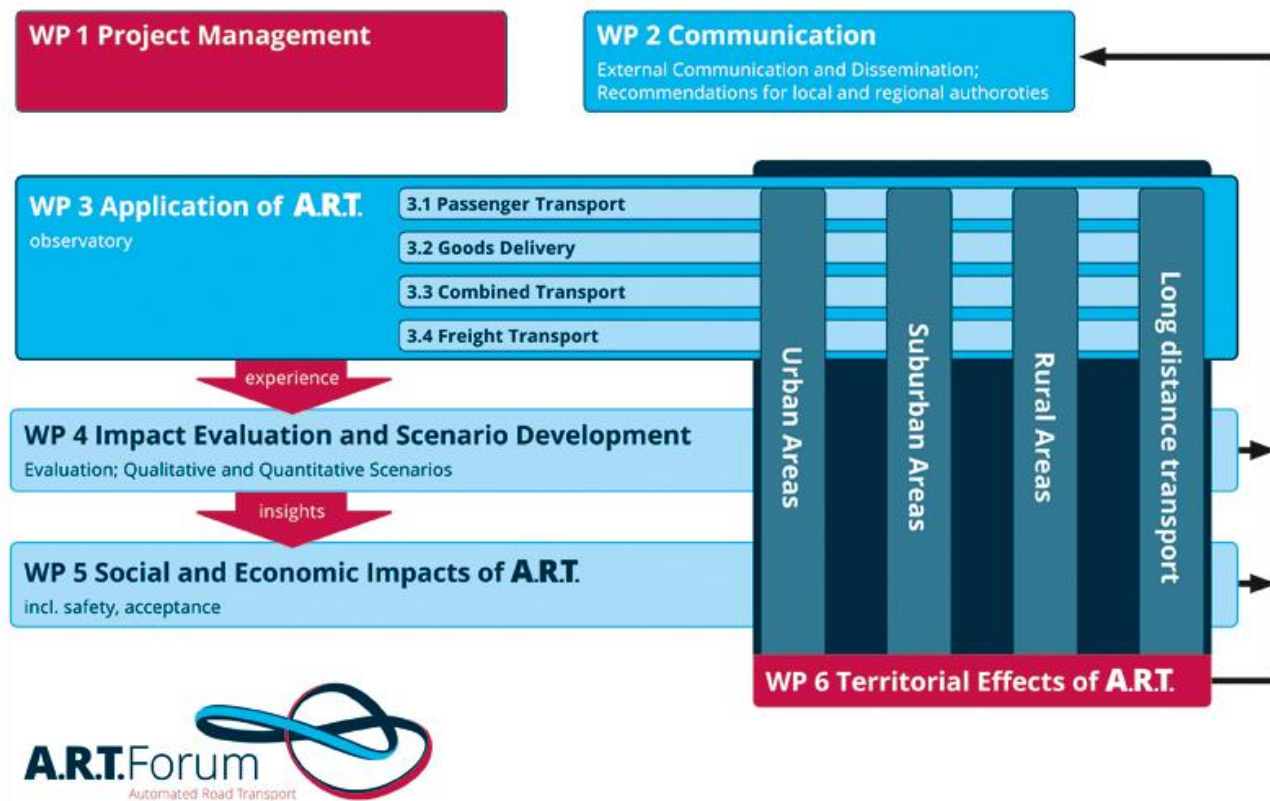 WP 1 Project Management
WP 2 Communication
External Communication and Dissemination;
Recommendations for local and regional authoroties
WP 3 Application of A.R.T.
observatory
3.1 Passenger Transport
3.2 Goods Delivery
3.3 Combined Transport
3.4 Freight Transport
Urban Areas
Suburban Areas
Rural Areas
Long distance transport
experience
WP 4 Impact Evaluation and Scenario Development
Evaluation; Qualitative and Quantitative Scenarios
insights
WP 5 Social and Economic Impacts of A.R.T.
incl. safety, acceptance
WP 6 Territorial Effects of A.R.T.
A.R.T.Forum
Automated Road Transport